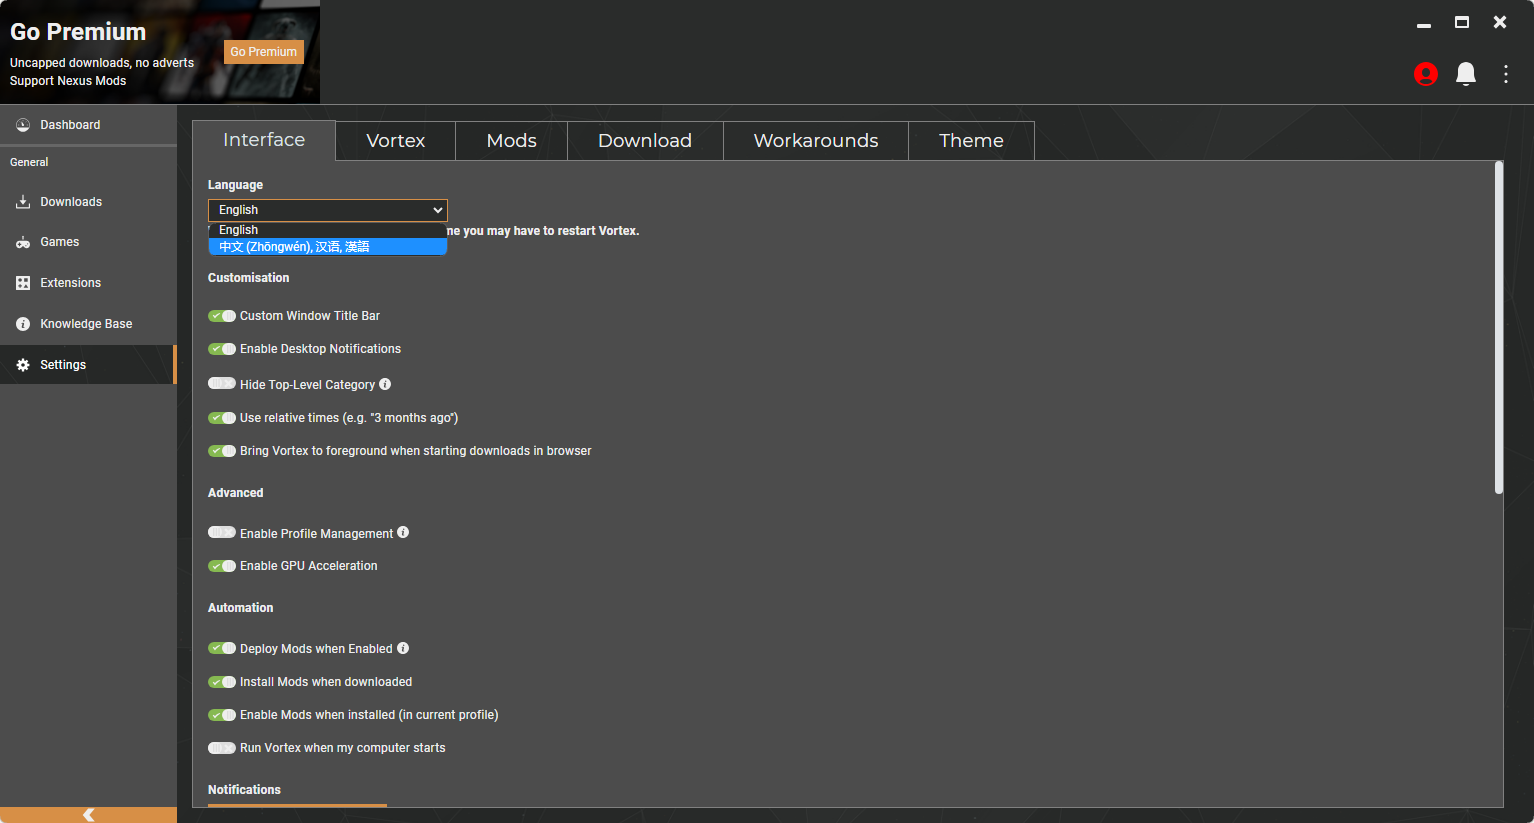 Go Premium
Uncapped downloads, no adverts
Support Nexus Mods
Go Premium
Dashboard
General
Downloads
Games
Extensions
Knowledge Base
Settings
Interface
Vortex
Mods
Download
Workarounds
Theme
Language
English
English
中文 (Zhōngwén), 汉语, 漢語
you may have to restart Vortex.
Customisation
Custom Window Title Bar
Enable Desktop Notifications
Hide Top-Level Category
Use relative times (e.g. "3 months ago")
Bring Vortex to foreground when starting downloads in browser
Advanced
Enable Profile Management
Enable GPU Acceleration
Automation
Deploy Mods when Enabled
Install Mods when downloaded
Enable Mods when installed (in current profile)
Run Vortex when my computer starts
Notifications